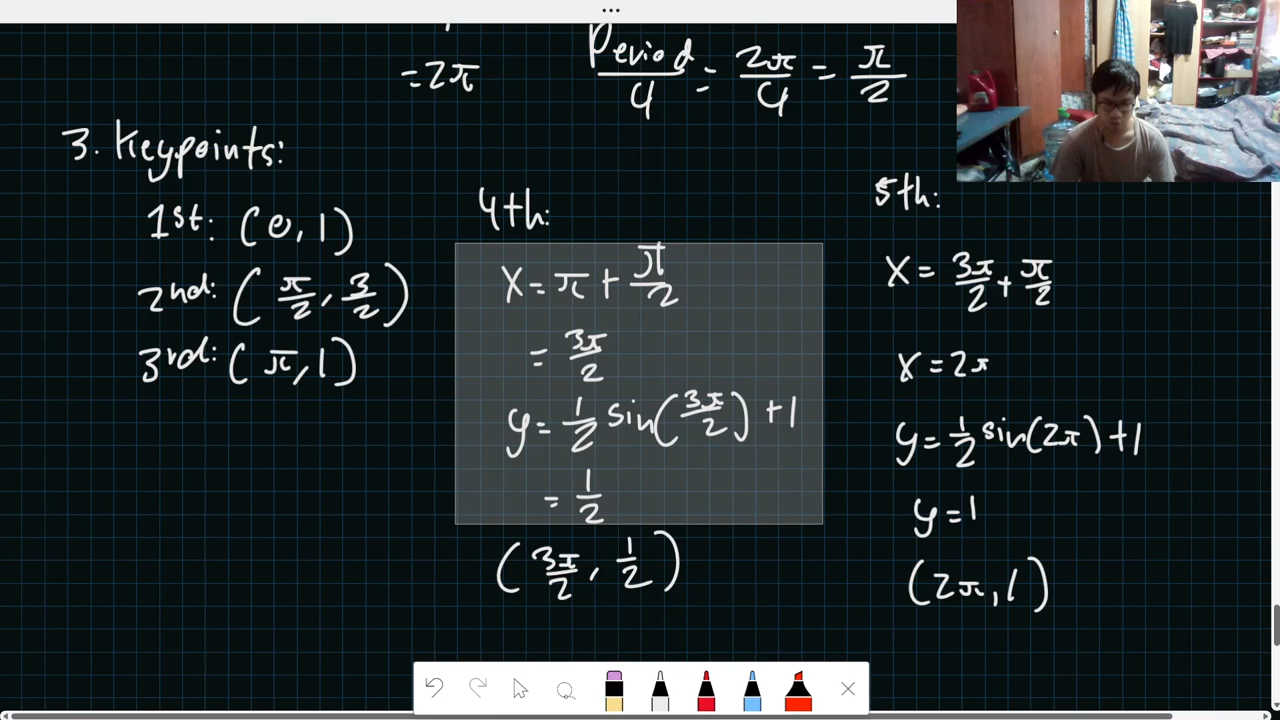 = 2π
Period/4 = 2π/4 = π/2
3. Keypoints:
1st: (0, 1)
2nd: (π/2, 3/2)
3rd: (π, 1)
4th:
X = π + π/2
= 3π/2
y = 1/2 sin(3π/2) + 1
= 1/2
(3π/2, 1/2)
5th:
X = 3π/2 + π/2
X = 2π
y = 1/2 sin(2π) + 1
y = 1
(2π, 1)